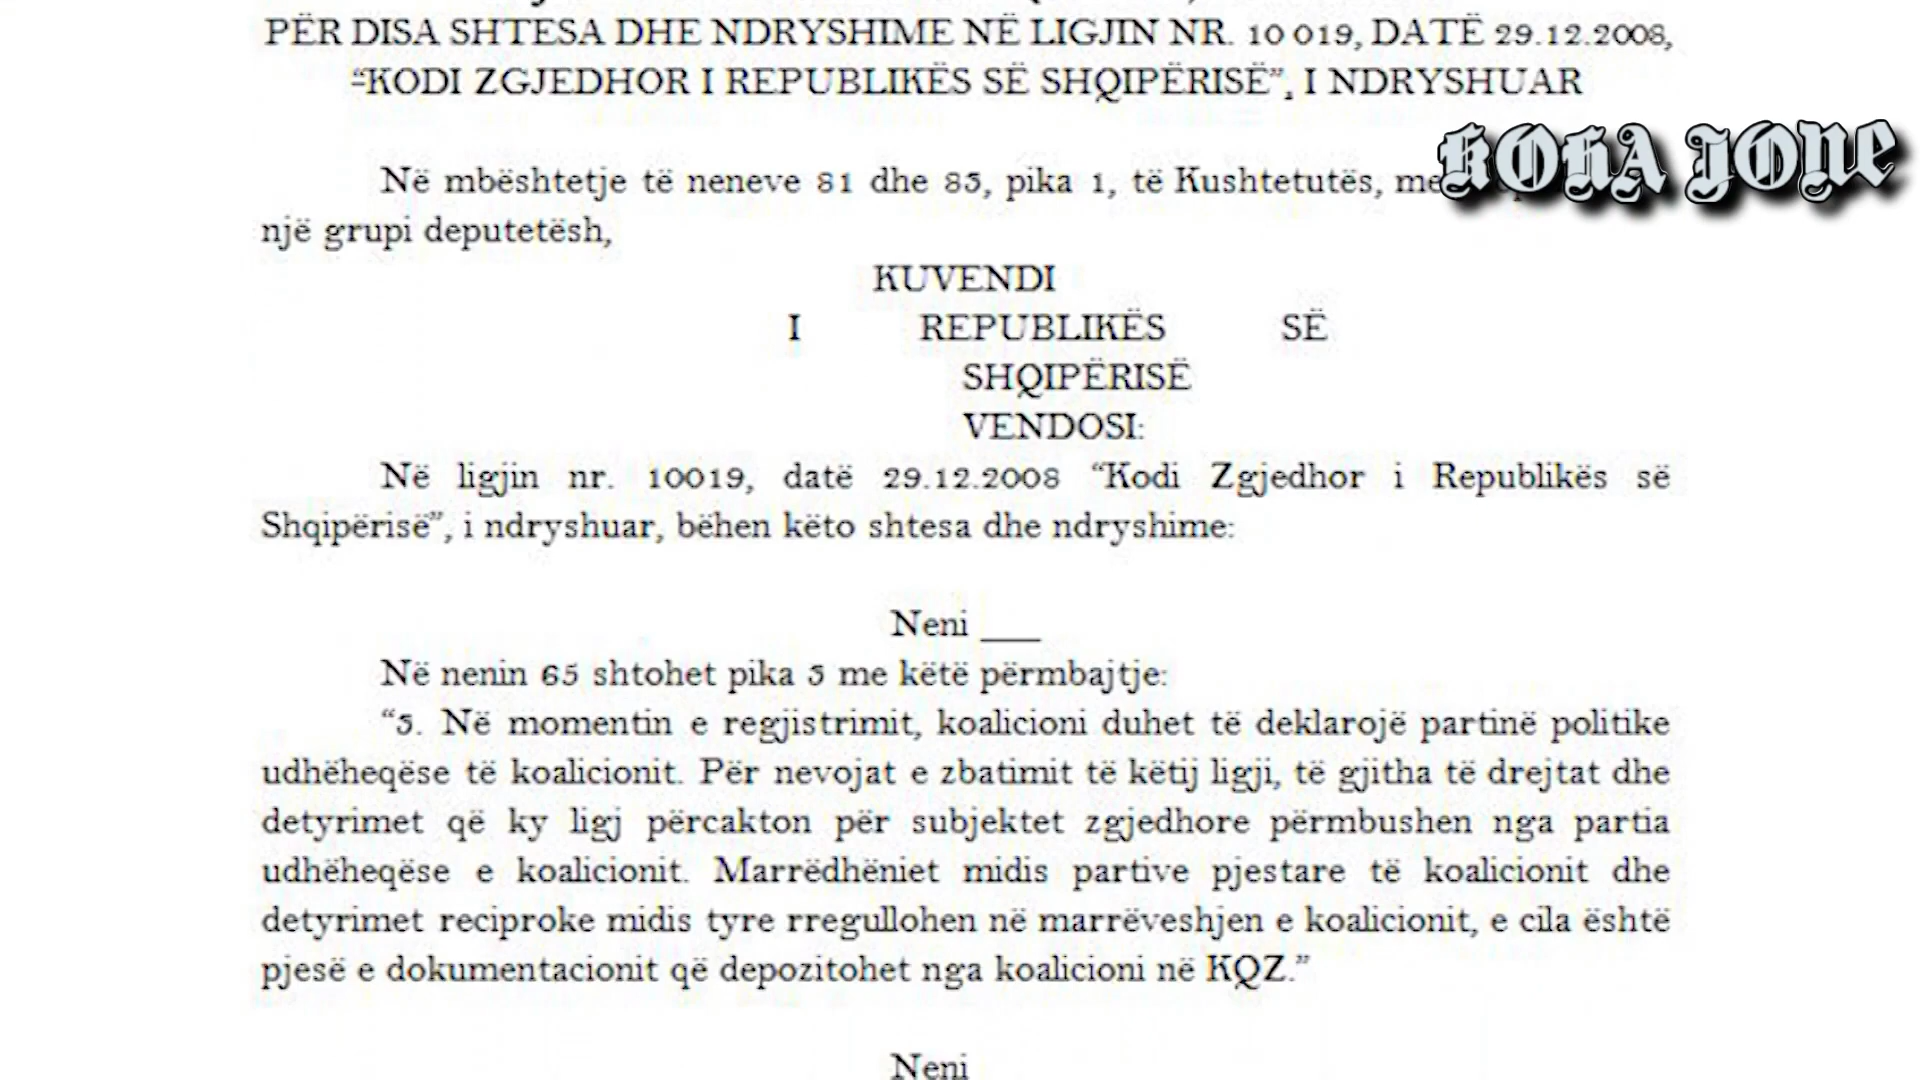 PËR DISA SHTESA DHE NDRYSHIME NË LIGJIN NR. 10 019, DATË 29.12.2008,
“KODI ZGJEDHOR I REPUBLIKËS SË SHQIPËRISË”, I NDRYSHUAR
KOHA JONE
Në mbështetje të neneve 81 dhe 83, pika 1, të Kushtetutës, me
një grupi deputetësh,
KUVENDI
I REPUBLIKËS SË
SHQIPËRISË
VENDOSI:
Në ligjin nr. 10019, datë 29.12.2008 “Kodi Zgjedhor i Republikës së
Shqipërisë”, i ndryshuar, bëhen këto shtesa dhe ndryshime:
Neni ___
Në nenin 65 shtohet pika 5 me këtë përmbajtje:
“5. Në momentin e regjistrimit, koalicioni duhet të deklarojë partinë politike
udhëheqëse të koalicionit. Për nevojat e zbatimit të këtij ligji, të gjitha të drejtat dhe
detyrimet që ky ligj përcakton për subjektet zgjedhore përmbushen nga partia
udhëheqëse e koalicionit. Marrëdhëniet midis partive pjestare të koalicionit dhe
detyrimet reciproke midis tyre rregullohen në marrëveshjen e koalicionit, e cila është
pjesë e dokumentacionit që depozitohet nga koalicioni në KQZ.”
Neni